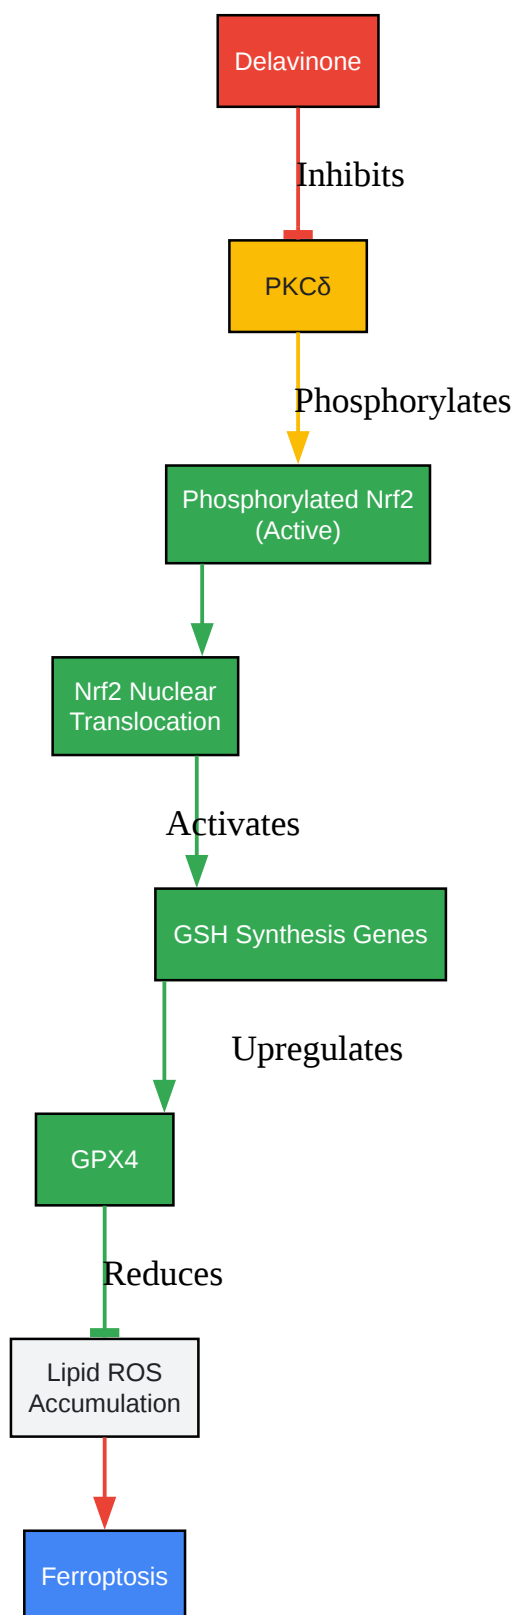 Delavinone
Inhibits
PKCδ
Phosphorylates
Phosphorylated Nrf2
(Active)
Nrf2 Nuclear
Translocation
Activates
GSH Synthesis Genes
Upregulates
GPX4
Reduces
Lipid ROS
Accumulation
Ferroptosis